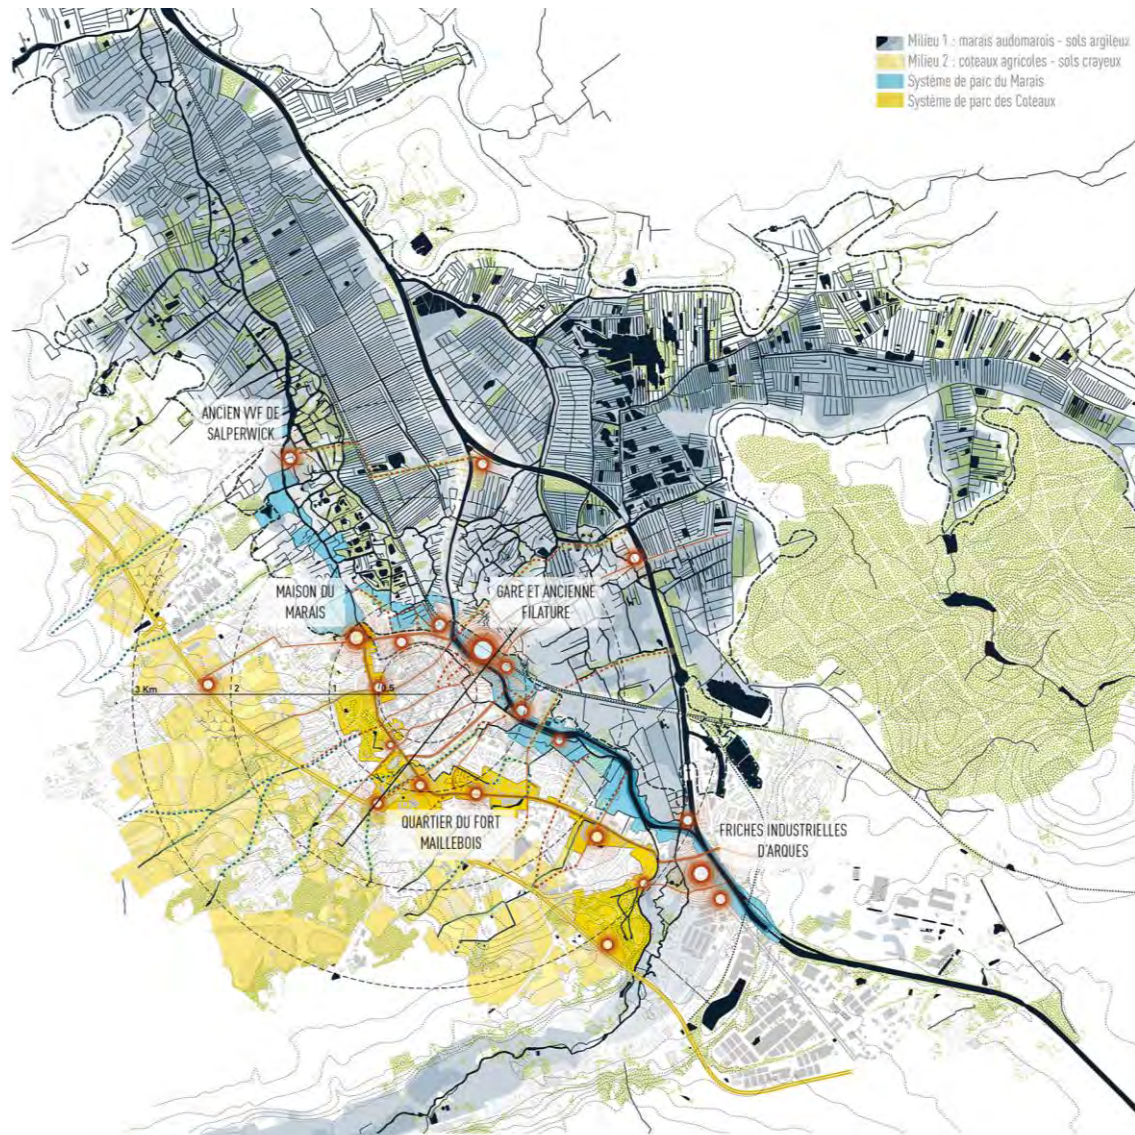 Milieu 1 : marais audomarois - sols argileux
Milieu 2 : coteaux agricoles - sols crayeux
Système de parc du Marais
Système de parc des Coteaux
ANCIEN VVF DE
SALPERWICK
MAISON DU
MARAIS
GARE ET ANCIENNE
FILATURE
3 Km 2 1 0,5
QUARTIER DU FORT
MAILLEBOIS
FRICHES INDUSTRIELLES
D'ARQUES